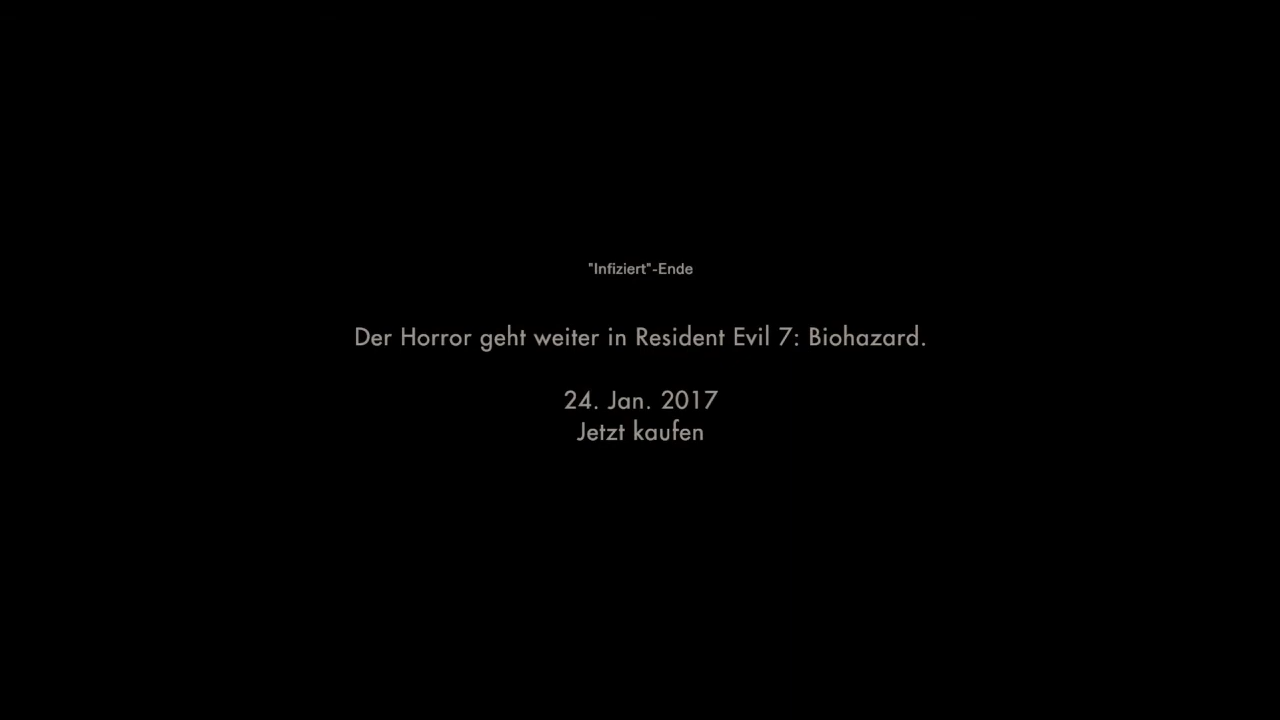 "Infiziert"-Ende
Der Horror geht weiter in Resident Evil 7: Biohazard.
24. Jan. 2017
Jetzt kaufen